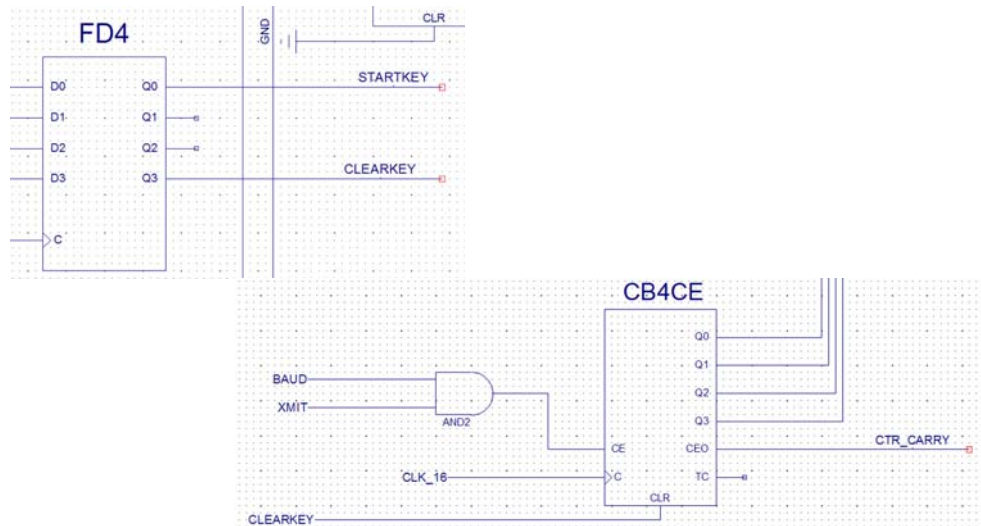 FD4
GND
CLR
D0 Q0 STARTKEY
D1 Q1
D2 Q2
D3 Q3 CLEARKEY
C
CB4CE
Q0
Q1
BAUD
Q2
XMIT
Q3
AND2
CE CEO CTR_CARRY
CLK_16 C TC
CLR
CLEARKEY